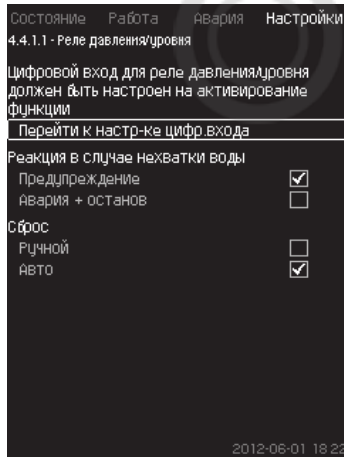 Состояние Работа Авария Настройки
4.4.1.1 - Реле давления/уровня
Цифровой вход для реле давления/уровня
должен быть настроен на активирование
функции
Перейти к настр-ке цифр.входа
Реакция в случае нехватки воды
Предупреждение
Авария + останов
Сброс
Ручной
Авто
2012-06-01 18:22